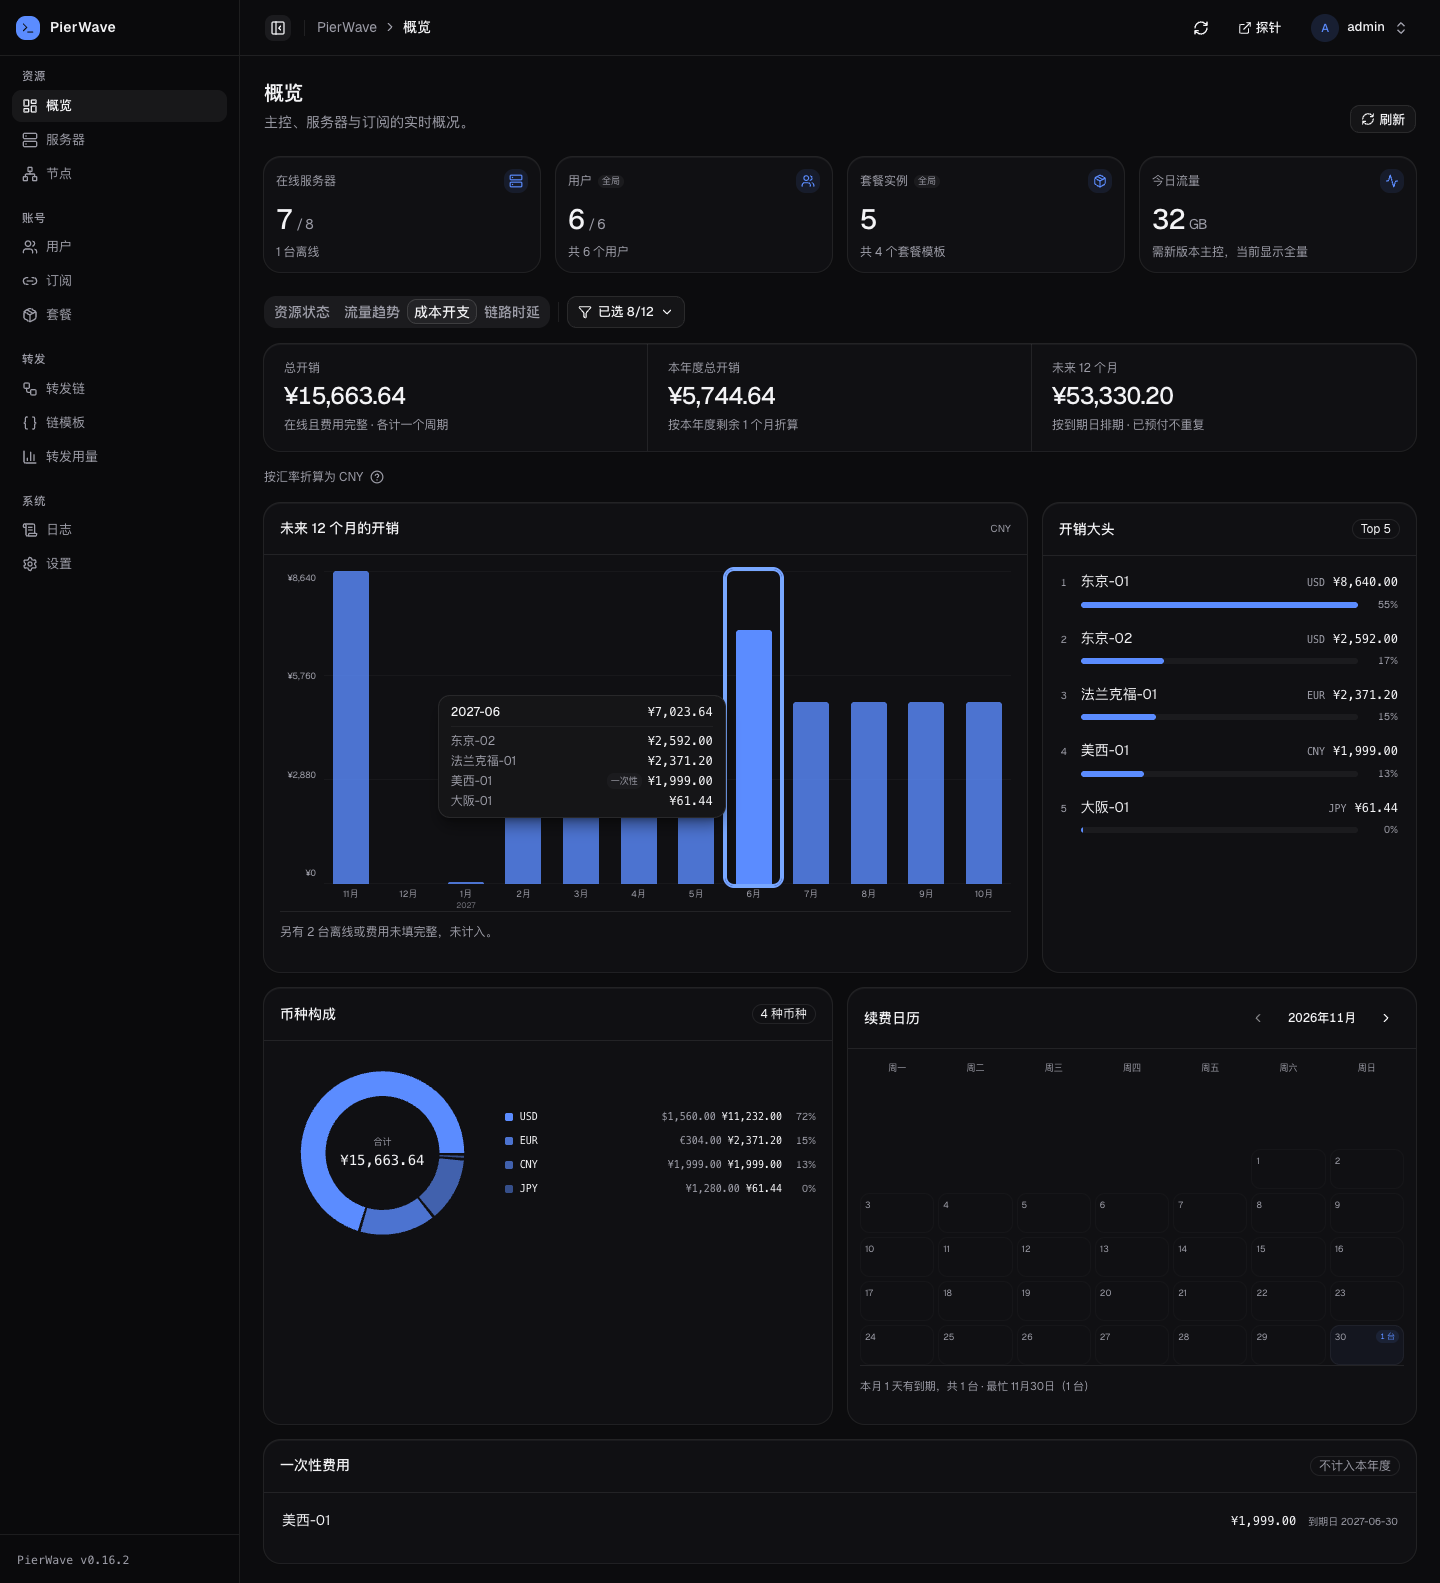 PierWave
PierWave > 概览
探针
A admin
资源
概览
服务器
节点
账号
用户
订阅
套餐
转发
转发链
链模板
转发用量
系统
日志
设置
PierWave v0.16.2
概览
主控、服务器与订阅的实时概况。
刷新
在线服务器
7 / 8
1 台离线
用户 全局
6 / 6
共 6 个用户
套餐实例 全局
5
共 4 个套餐模板
今日流量
32 GB
需新版本主控，当前显示全量
资源状态 流量趋势 成本开支 链路时延
已选 8/12
总开销
¥15,663.64
在线且费用完整 · 各计一个周期
本年度总开销
¥5,744.64
按本年度剩余 1 个月折算
未来 12 个月
¥53,330.20
按到期日排期 · 已预付不重复
按汇率折算为 CNY
未来 12 个月的开销 CNY
¥8,640
¥5,760
¥2,880
¥0
2027-06 ¥7,023.64
东京-02 ¥2,592.00
法兰克福-01 ¥2,371.20
美西-01 一次性 ¥1,999.00
大阪-01 ¥61.44
11月 12月 1月 2月 3月 4月 5月 6月 7月 8月 9月 10月
2027
另有 2 台离线或费用未填完整，未计入。
开销大头 Top 5
1 东京-01 USD ¥8,640.00
55%
2 东京-02 USD ¥2,592.00
17%
3 法兰克福-01 EUR ¥2,371.20
15%
4 美西-01 CNY ¥1,999.00
13%
5 大阪-01 JPY ¥61.44
0%
币种构成 4 种币种
合计
¥15,663.64
USD $1,560.00 ¥11,232.00 72%
EUR €304.00 ¥2,371.20 15%
CNY ¥1,999.00 ¥1,999.00 13%
JPY ¥1,280.00 ¥61.44 0%
续费日历 2026年11月
周一 周二 周三 周四 周五 周六 周日
1 2
3 4 5 6 7 8 9
10 11 12 13 14 15 16
17 18 19 20 21 22 23
24 25 26 27 28 29 30 1 台
本月 1 天有到期，共 1 台 · 最忙 11月30日（1 台）
一次性费用 不计入本年度
美西-01 ¥1,999.00 到期日 2027-06-30